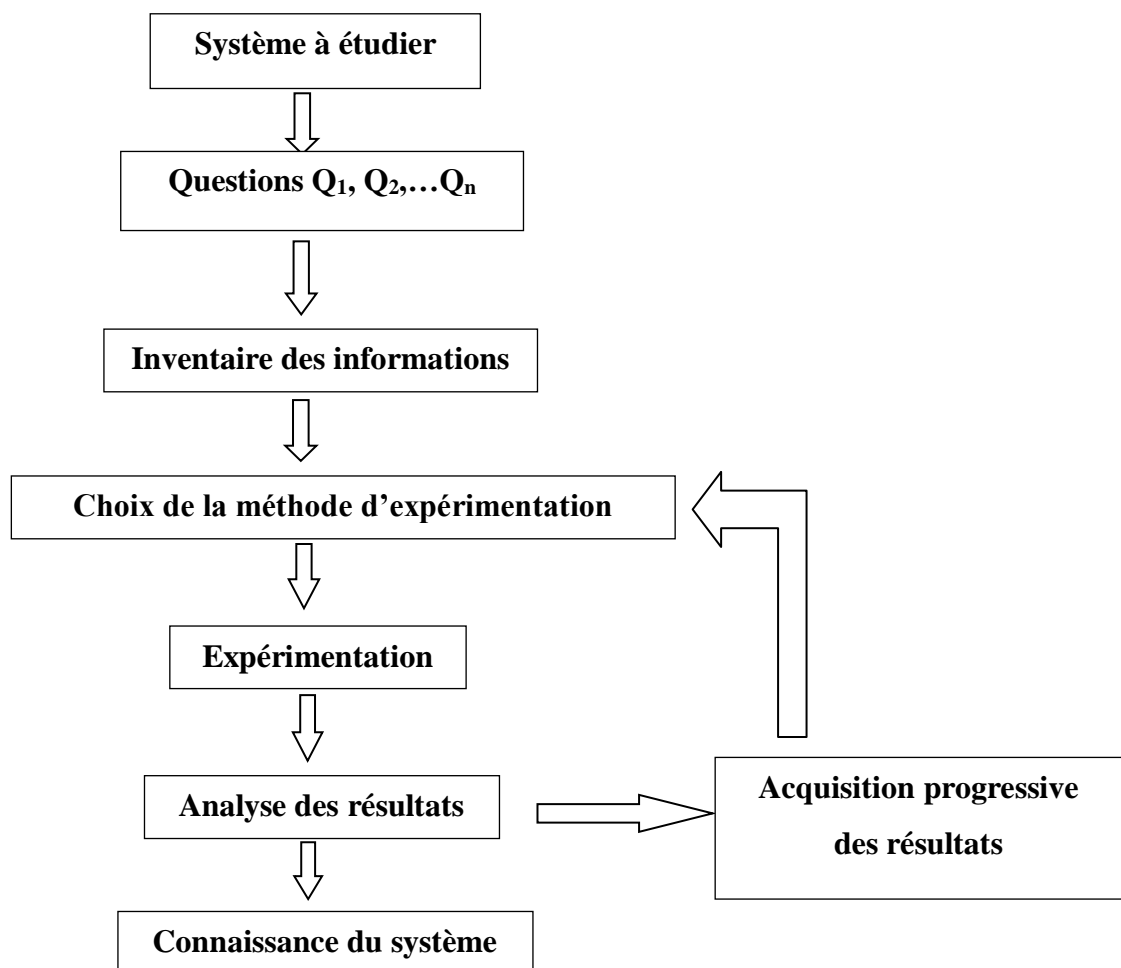 Système à étudier
Questions Q₁, Q₂,…Qₙ
Inventaire des informations
Choix de la méthode d’expérimentation
Expérimentation
Analyse des résultats
Acquisition progressive
des résultats
Connaissance du système